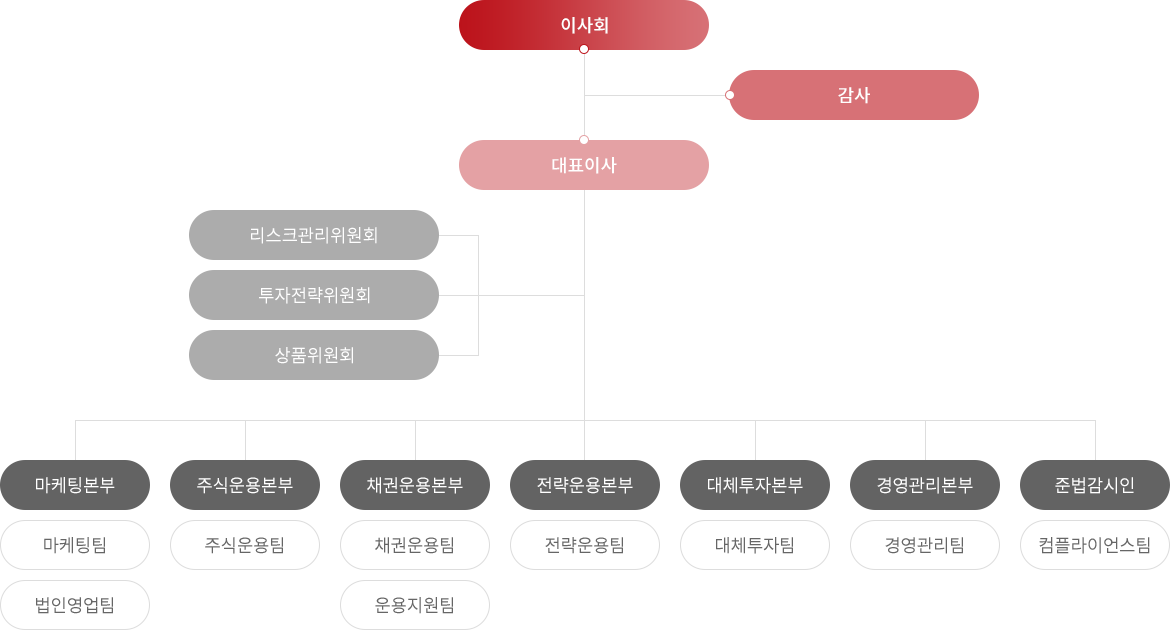 이사회
감사
대표이사
리스크관리위원회
투자전략위원회
상품위원회
마케팅본부
주식운용본부
채권운용본부
전략운용본부
대체투자본부
경영관리본부
준법감시인
마케팅팀
주식운용팀
채권운용팀
전략운용팀
대체투자팀
경영관리팀
컴플라이언스팀
법인영업팀
운용지원팀